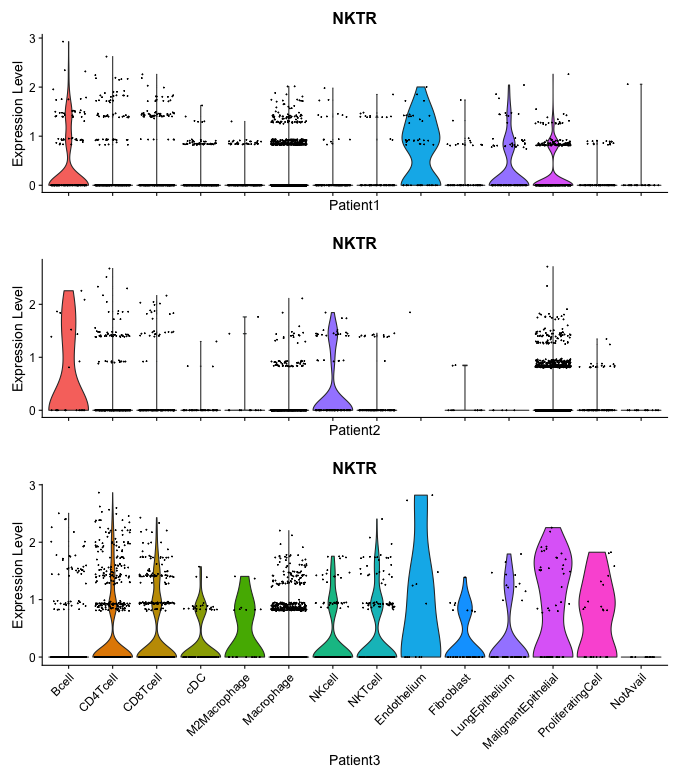 NKTR
Expression Level
3
2
1
0
Patient1
NKTR
Expression Level
2
1
0
Patient2
NKTR
Expression Level
3
2
1
0
Bcell
CD4Tcell
CD8Tcell
cDC
M2Macrophage
Macrophage
NKcell
NKTcell
Endothelium
Fibroblast
LungEpithelium
MalignantEpithelial
ProliferatingCell
NotAvail
Patient3